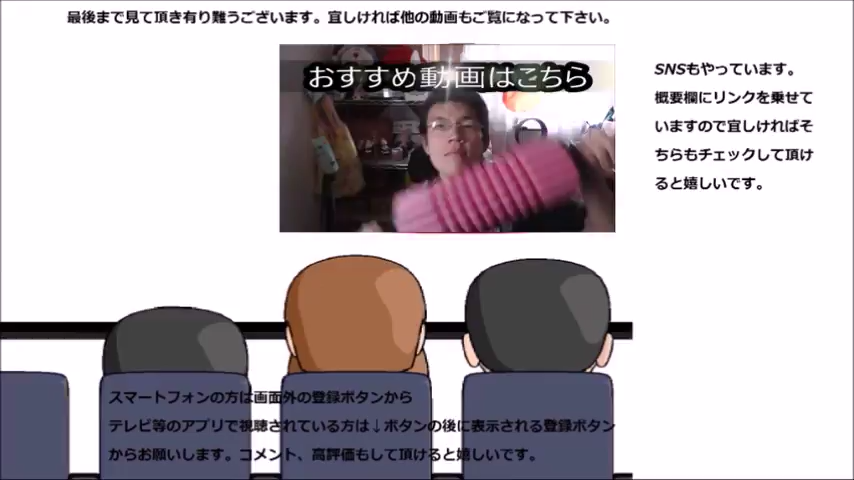 最後まで見て頂き有り難うございます。宜しければ他の動画もご覧になって下さい。
おすすめ動画はこちら
SNSもやっています。
概要欄にリンクを乗せて
いますので宜しければそ
ちらもチェックして頂け
ると嬉しいです。
スマートフォンの方は画面外の登録ボタンから
テレビ等のアプリで視聴されている方は↓ボタンの後に表示される登録ボタン
からお願いします。コメント、高評価もして頂けると嬉しいです。